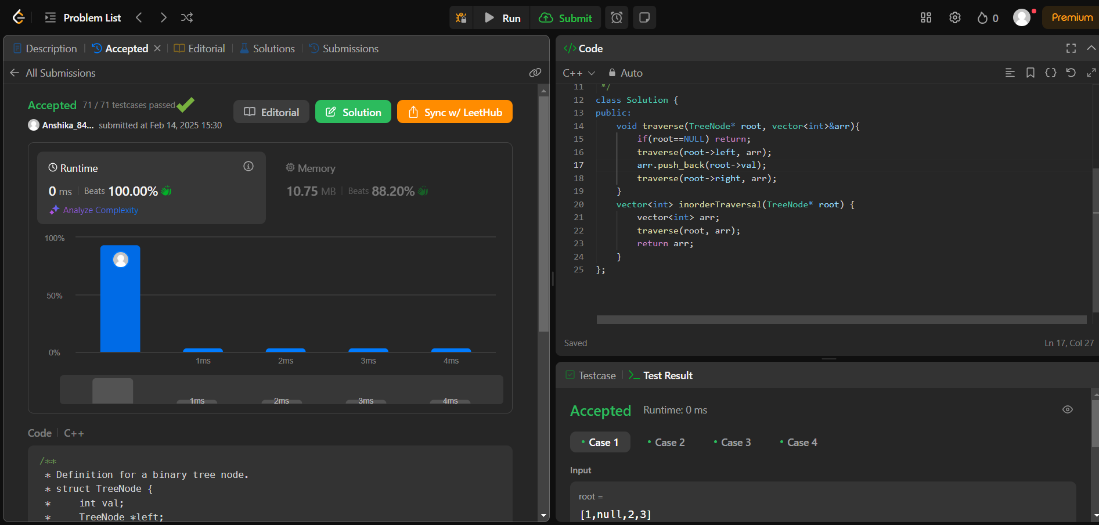 Problem List
Run
Submit
0
Premium
Description
Accepted
Editorial
Solutions
Submissions
All Submissions
Accepted 71 / 71 testcases passed
Anshika_84... submitted at Feb 14, 2025 15:30
Editorial
Solution
Sync w/ LeetHub
Runtime
0 ms Beats 100.00%
Analyze Complexity
Memory
10.75 MB Beats 88.20%
100%
50%
0%
1ms 2ms 3ms 4ms
1ms 2ms 3ms 4ms
Code C++
/**
* Definition for a binary tree node.
* struct TreeNode {
* int val;
* TreeNode *left;
</> Code
C++ Auto
11 */
12 class Solution {
13 public:
14 void traverse(TreeNode* root, vector<int>&arr){
15 if(root==NULL) return;
16 traverse(root->left, arr);
17 arr.push_back(root->val);
18 traverse(root->right, arr);
19 }
20 vector<int> inorderTraversal(TreeNode* root) {
21 vector<int> arr;
22 traverse(root, arr);
23 return arr;
24 }
25 };
Saved
Ln 17, Col 27
Testcase
>_ Test Result
Accepted Runtime: 0 ms
Case 1 Case 2 Case 3 Case 4
Input
root =
[1,null,2,3]